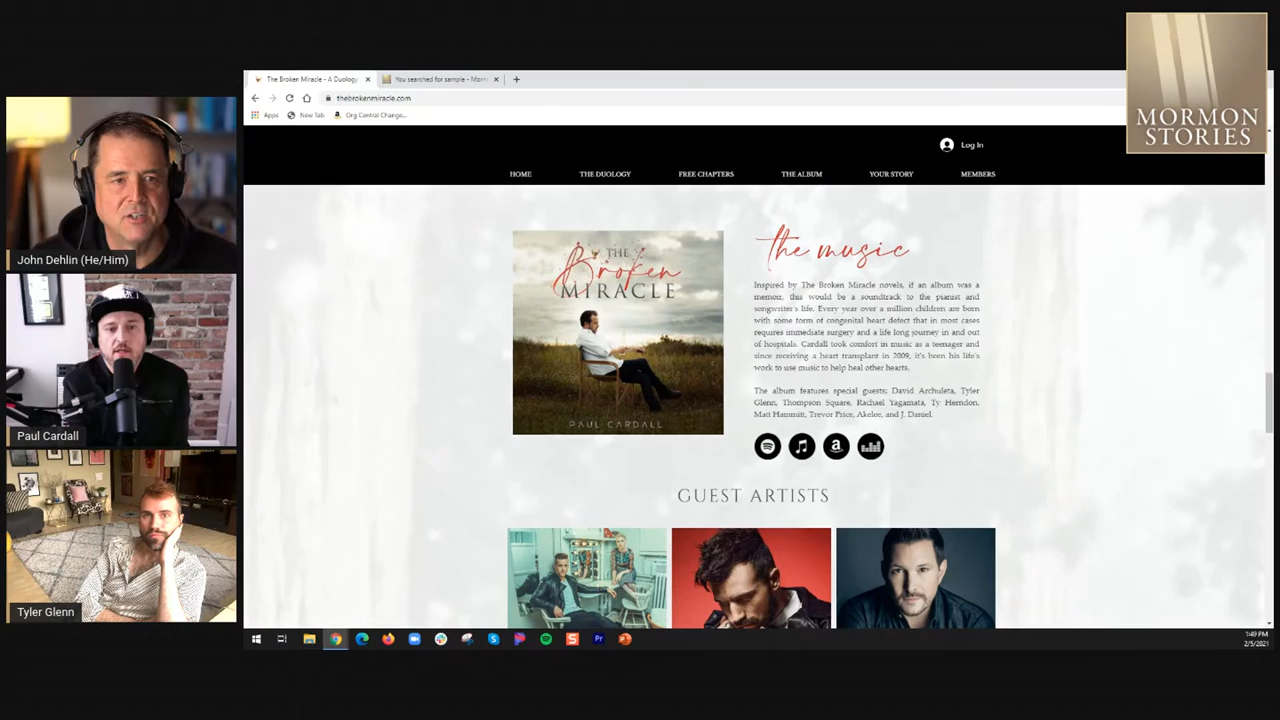 MORMON
STORIES
The Broken Miracle - A Duology
You searched for sample - Morm
thebrokenmiracle.com
Apps
New Tab
Org Central Change...
Log In
HOME
THE DUOLOGY
FREE CHAPTERS
THE ALBUM
YOUR STORY
MEMBERS
John Dehlin (He/Him)
Paul Cardall
Tyler Glenn
THE
Broken
MIRACLE
PAUL CARDALL
the music
Inspired by The Broken Miracle novels, if an album was a
memoir, this would be a soundtrack to the pianist and
songwriter's life. Every year over a million children are born
with some form of congenital heart defect that in most cases
requires immediate surgery and a life long journey in and out
of hospitals. Cardall took comfort in music as a teenager and
since receiving a heart transplant in 2009, it's been his life's
work to use music to help heal other hearts.
The album features special guests; David Archuleta, Tyler
Glenn, Thompson Square, Rachael Yagamata, Ty Herndon,
Matt Hammitt, Trevor Price, Akelee, and J. Daniel.
GUEST ARTISTS
1:49 PM
2/5/2021